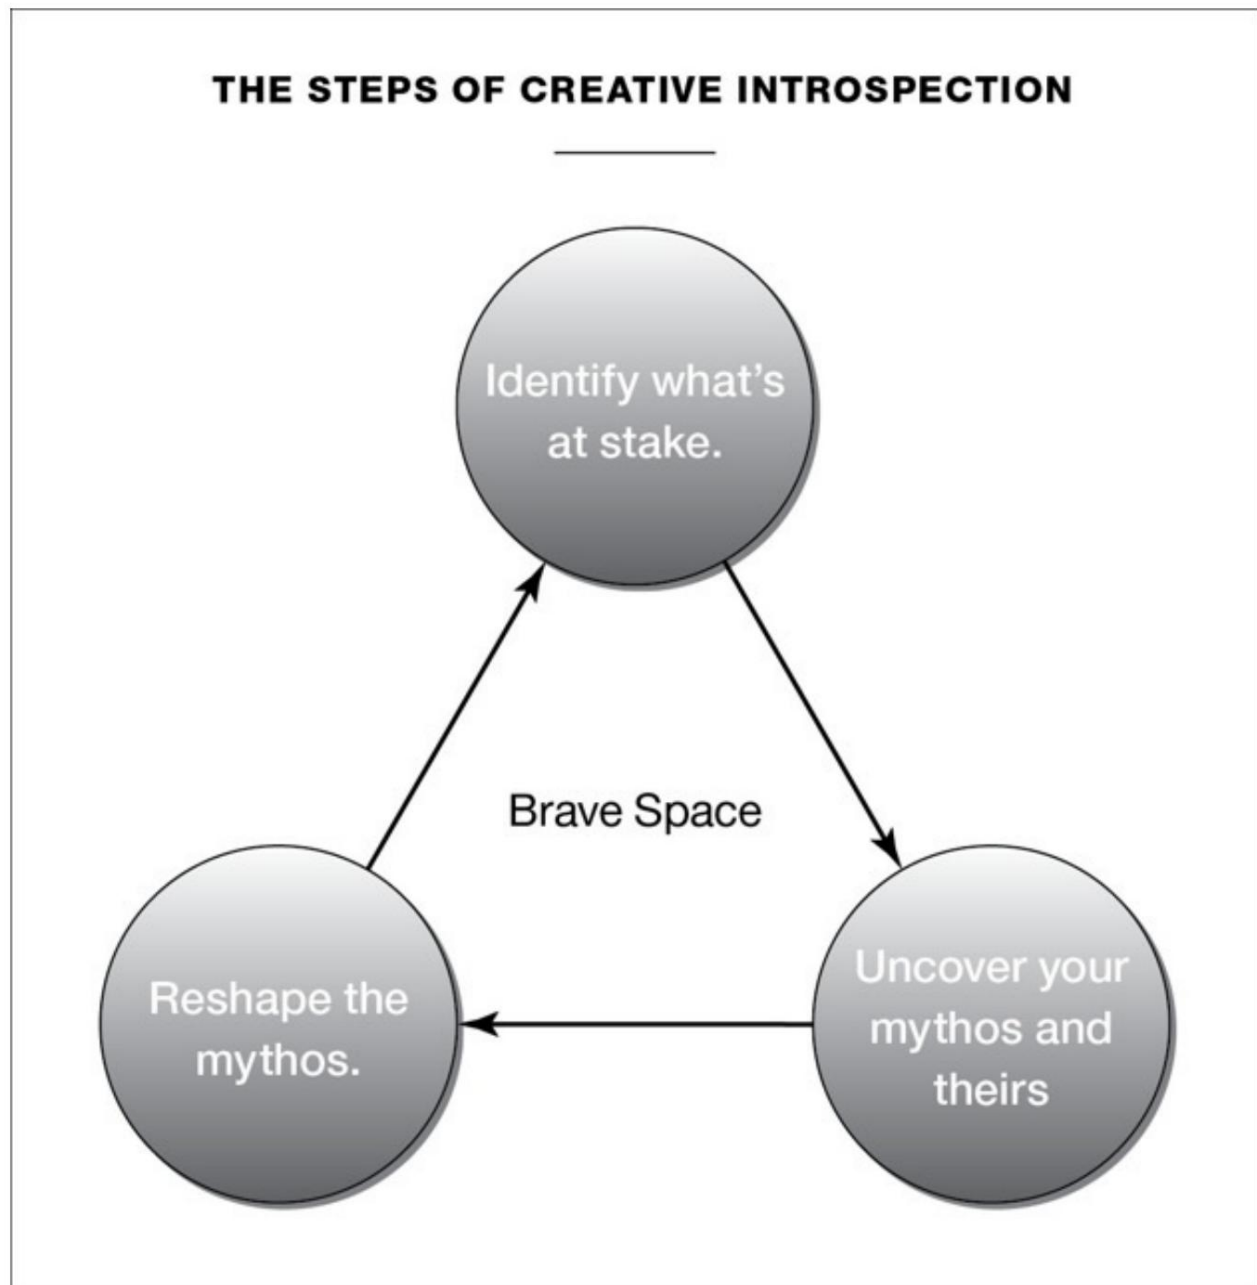 THE STEPS OF CREATIVE INTROSPECTION
Identify what’s
at stake.
Brave Space
Uncover your
mythos and
theirs
Reshape the
mythos.